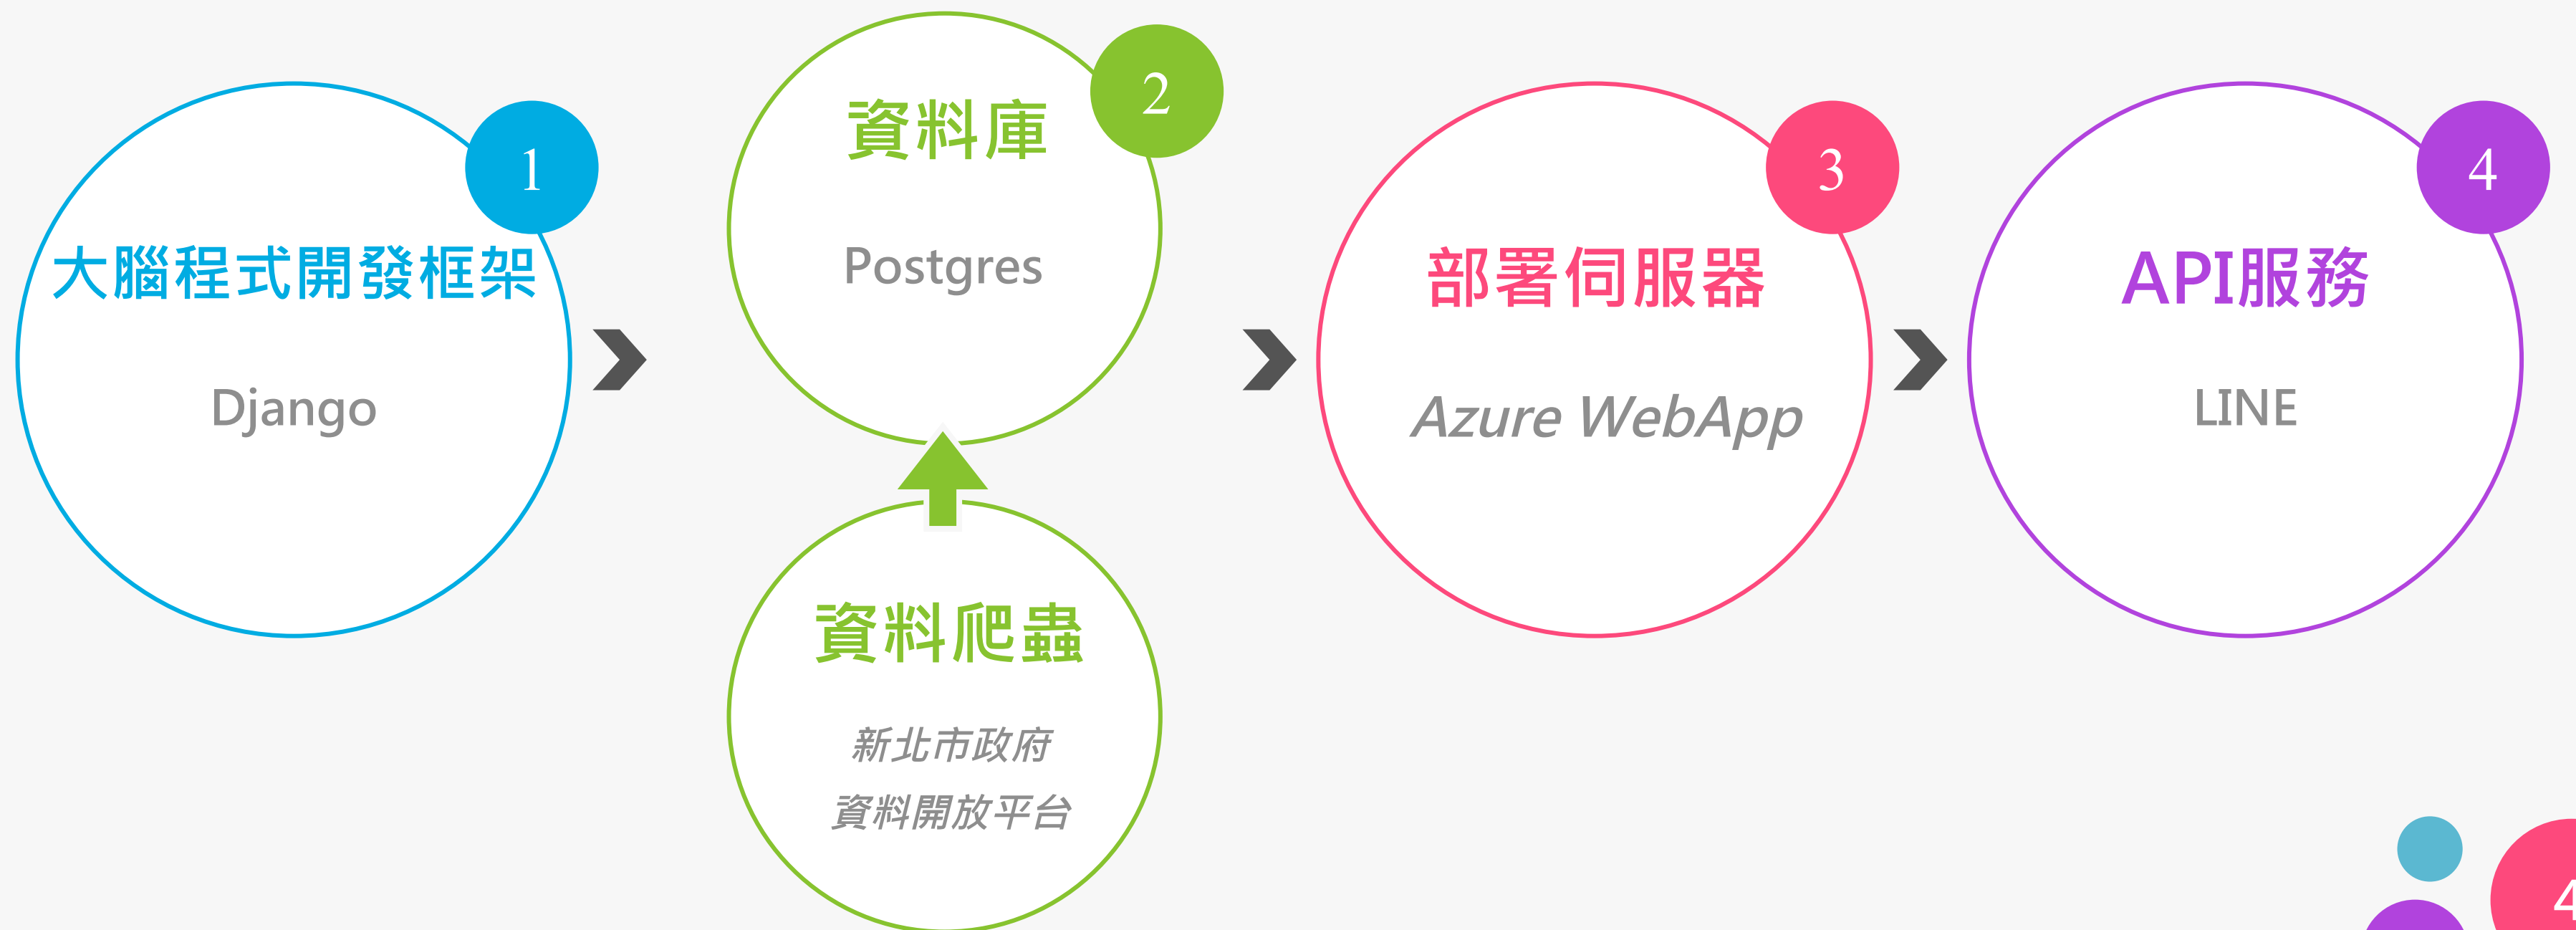 1
大腦程式開發框架
Django
2
資料庫
Postgres
資料爬蟲
新北市政府
資料開放平台
3
部署伺服器
Azure WebApp
4
API服務
LINE
4